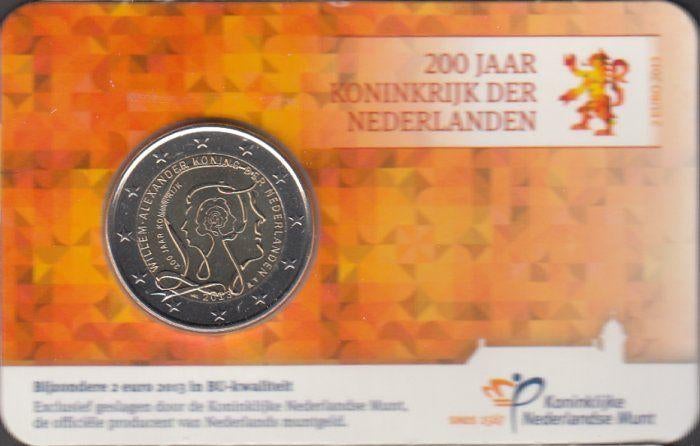 200 JAAR
KONINKRIJK DER
NEDERLANDEN
2 EURO 2013
WILLEM-ALEXANDER KONING DER NEDERLANDEN
200 JAAR KONINKRIJK
2013
Bijzondere 2 euro 2013 in BU-kwaliteit
Exclusief geslagen door de Koninklijke Nederlandse Munt,
de officiële producent van Nederlands muntgeld.
SINDS 1567
Koninklijke
Nederlandse Munt